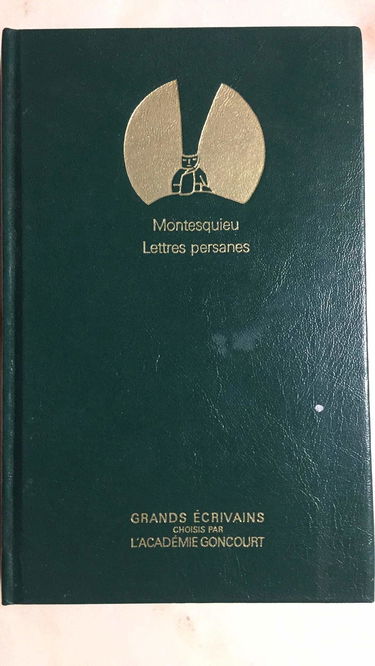 Montesquieu
Lettres persanes
GRANDS ÉCRIVAINS
CHOISIS PAR
L'ACADÉMIE GONCOURT